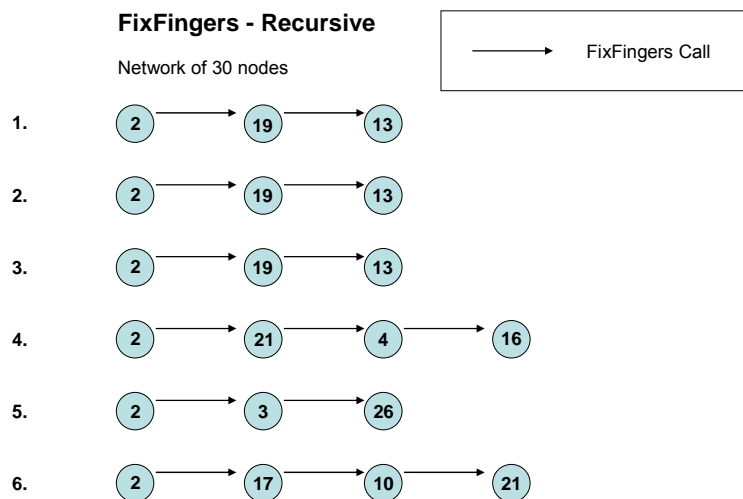 FixFingers - Recursive
FixFingers Call
Network of 30 nodes
1. 2 19 13
2. 2 19 13
3. 2 19 13
4. 2 21 4 16
5. 2 3 26
6. 2 17 10 21